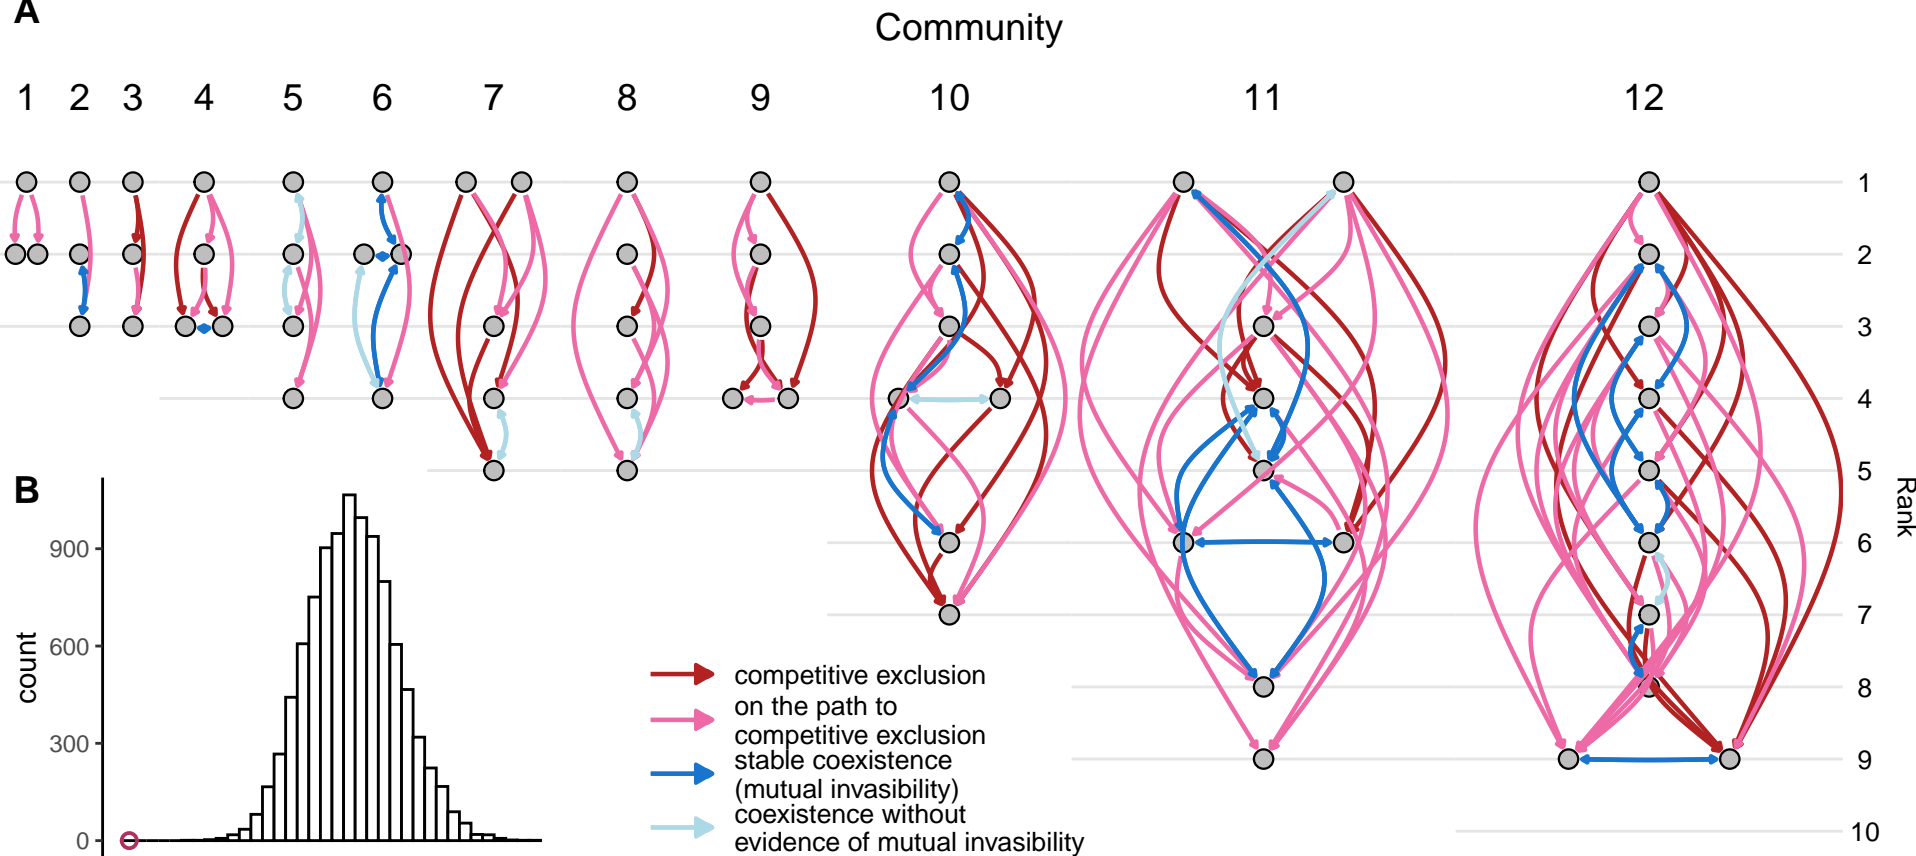 A
Community
1 2 3 4 5 6 7 8 9 10 11 12
1
2
3
4
5
6
7
8
9
10
Rank
B
count
900
600
300
0
competitive exclusion
on the path to
competitive exclusion
stable coexistence
(mutual invasibility)
coexistence without
evidence of mutual invasibility